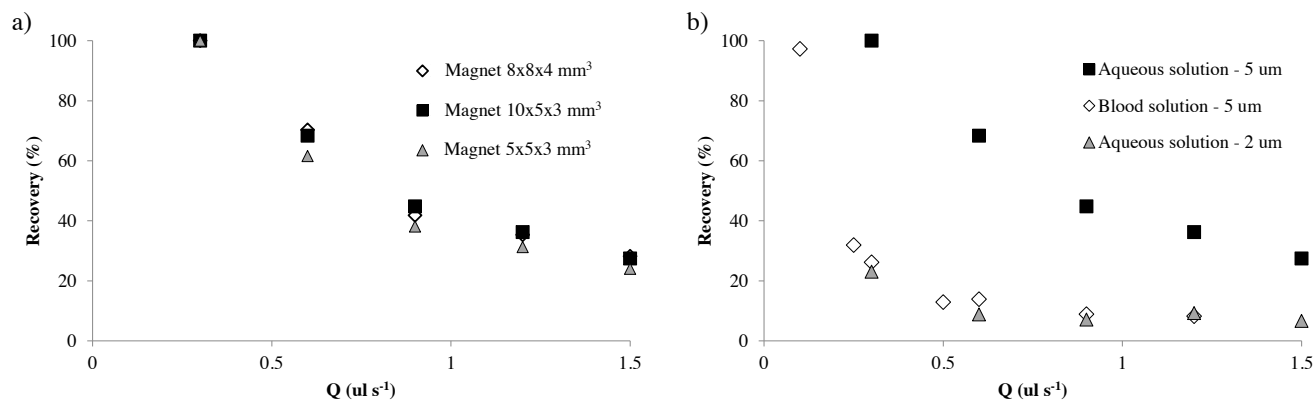 a)
100
80
60
40
20
0
Recovery (%)
0
0.5
1
1.5
Q (ul s-1)
Magnet 8x8x4 mm3
Magnet 10x5x3 mm3
Magnet 5x5x3 mm3
b)
100
80
60
40
20
0
Recovery (%)
0
0.5
1
1.5
Q (ul s-1)
Aqueous solution - 5 um
Blood solution - 5 um
Aqueous solution - 2 um